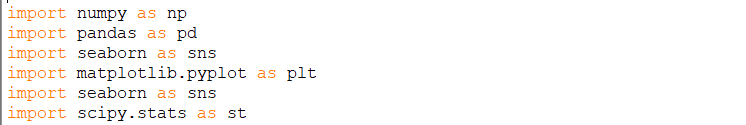 import numpy as np
import pandas as pd
import seaborn as sns
import matplotlib.pyplot as plt
import seaborn as sns
import scipy.stats as st